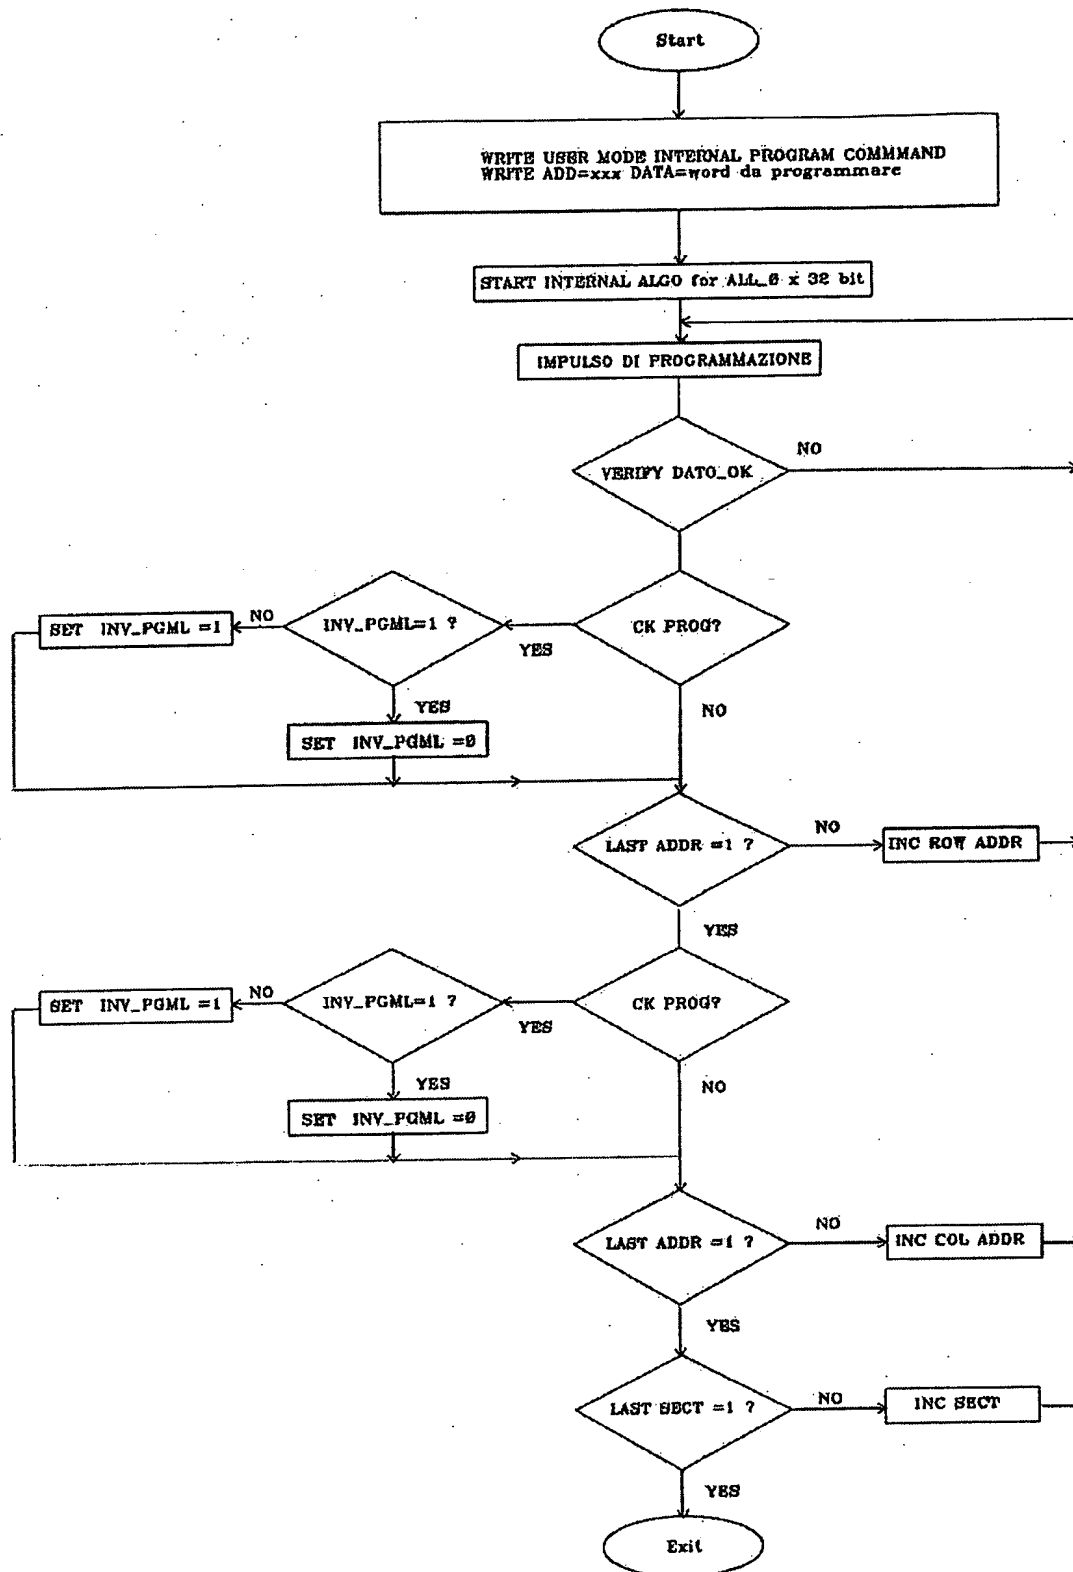 Start
WRITE USER MODE INTERNAL PROGRAM COMMMAND
WRITE ADD=xxx DATA=word da programmare
START INTERNAL ALGO for ALL_0 x 32 bit
IMPULSO DI PROGRAMMAZIONE
VERIFY DATO_OK
NO
CK PROG?
YES
INV_PGML=1 ?
NO
SET INV_PGML =1
YES
SET INV_PGML =0
NO
LAST ADDR =1 ?
NO
INC ROW ADDR
YES
CK PROG?
YES
INV_PGML=1 ?
NO
SET INV_PGML =1
YES
SET INV_PGML =0
NO
LAST ADDR =1 ?
NO
INC COL ADDR
YES
LAST SECT =1 ?
NO
INC SECT
YES
Exit